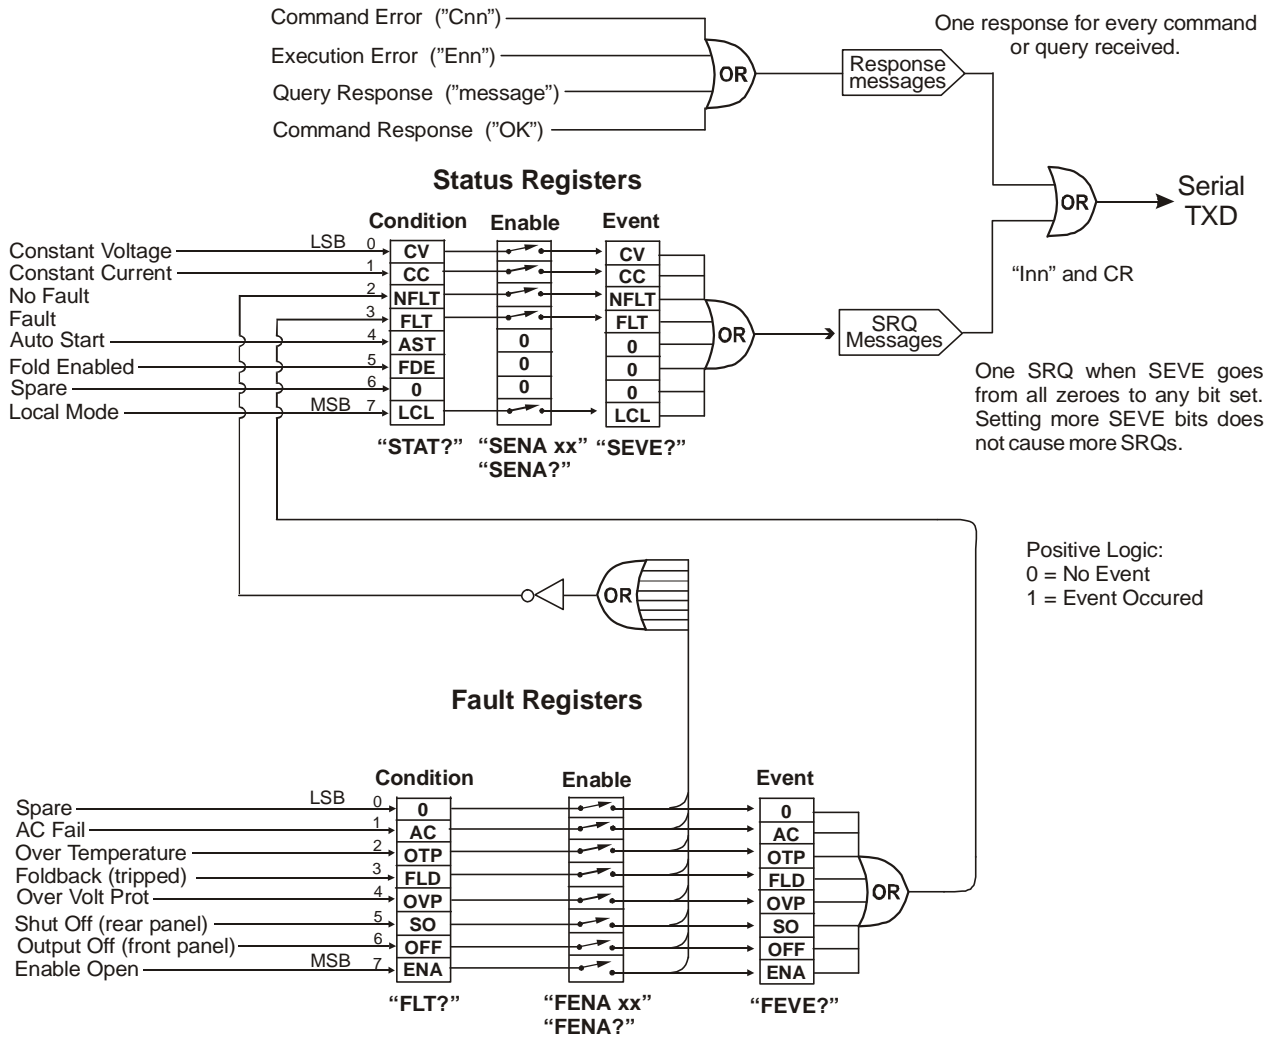 Command Error ("Cnn")
Execution Error ("Enn")
Query Response ("message")
Command Response ("OK")
OR
Response
messages
One response for every command
or query received.
Status Registers
Condition
Enable
Event
OR
Serial
TXD
"Inn" and CR
Constant Voltage
LSB
0
CV
CV
Constant Current
1
CC
CC
No Fault
2
NFLT
NFLT
Fault
3
FLT
FLT
Auto Start
4
AST
0
0
Fold Enabled
5
FDE
0
0
Spare
6
0
0
0
Local Mode
MSB
7
LCL
LCL
OR
SRQ
Messages
"STAT?"
"SENA xx"
"SENA?"
"SEVE?"
One SRQ when SEVE goes
from all zeroes to any bit set.
Setting more SEVE bits does
not cause more SRQs.
Positive Logic:
0 = No Event
1 = Event Occured
OR
Fault Registers
Condition
Enable
Event
Spare
LSB
0
0
0
AC Fail
1
AC
AC
Over Temperature
2
OTP
OTP
Foldback (tripped)
3
FLD
FLD
Over Volt Prot
4
OVP
OVP
Shut Off (rear panel)
5
SO
SO
Output Off (front panel)
6
OFF
OFF
Enable Open
MSB
7
ENA
ENA
OR
"FLT?"
"FENA xx"
"FENA?"
"FEVE?"